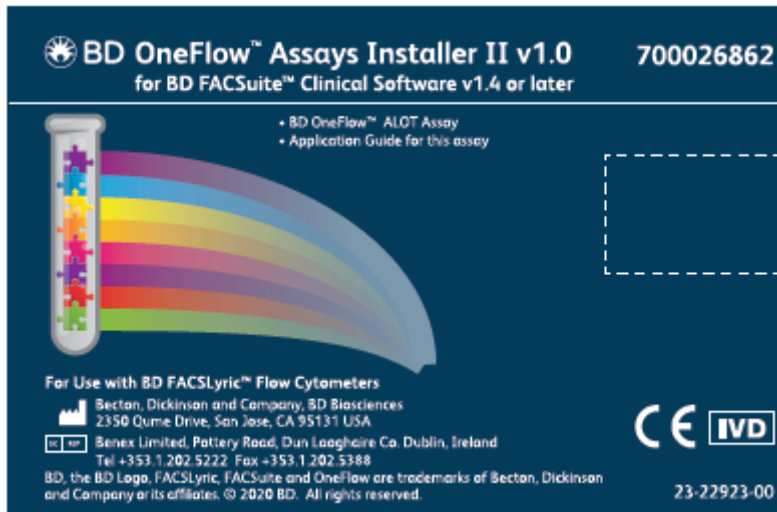 BD OneFlow™ Assays Installer II v1.0
700026862
for BD FACSuite™ Clinical Software v1.4 or later
• BD OneFlow™ ALOT Assay
• Application Guide for this assay
For Use with BD FACSLyric™ Flow Cytometers
Becton, Dickinson and Company, BD Biosciences
2350 Qume Drive, San Jose, CA 95131 USA
EC REP Benex Limited, Pottery Road, Dun Laoghaire Co. Dublin, Ireland
Tel +353.1.202.5222 Fax +353.1.202.5388
BD, the BD Logo, FACSLyric, FACSuite and OneFlow are trademarks of Becton, Dickinson
and Company or its affiliates. © 2020 BD. All rights reserved.
CE IVD
23-22923-00